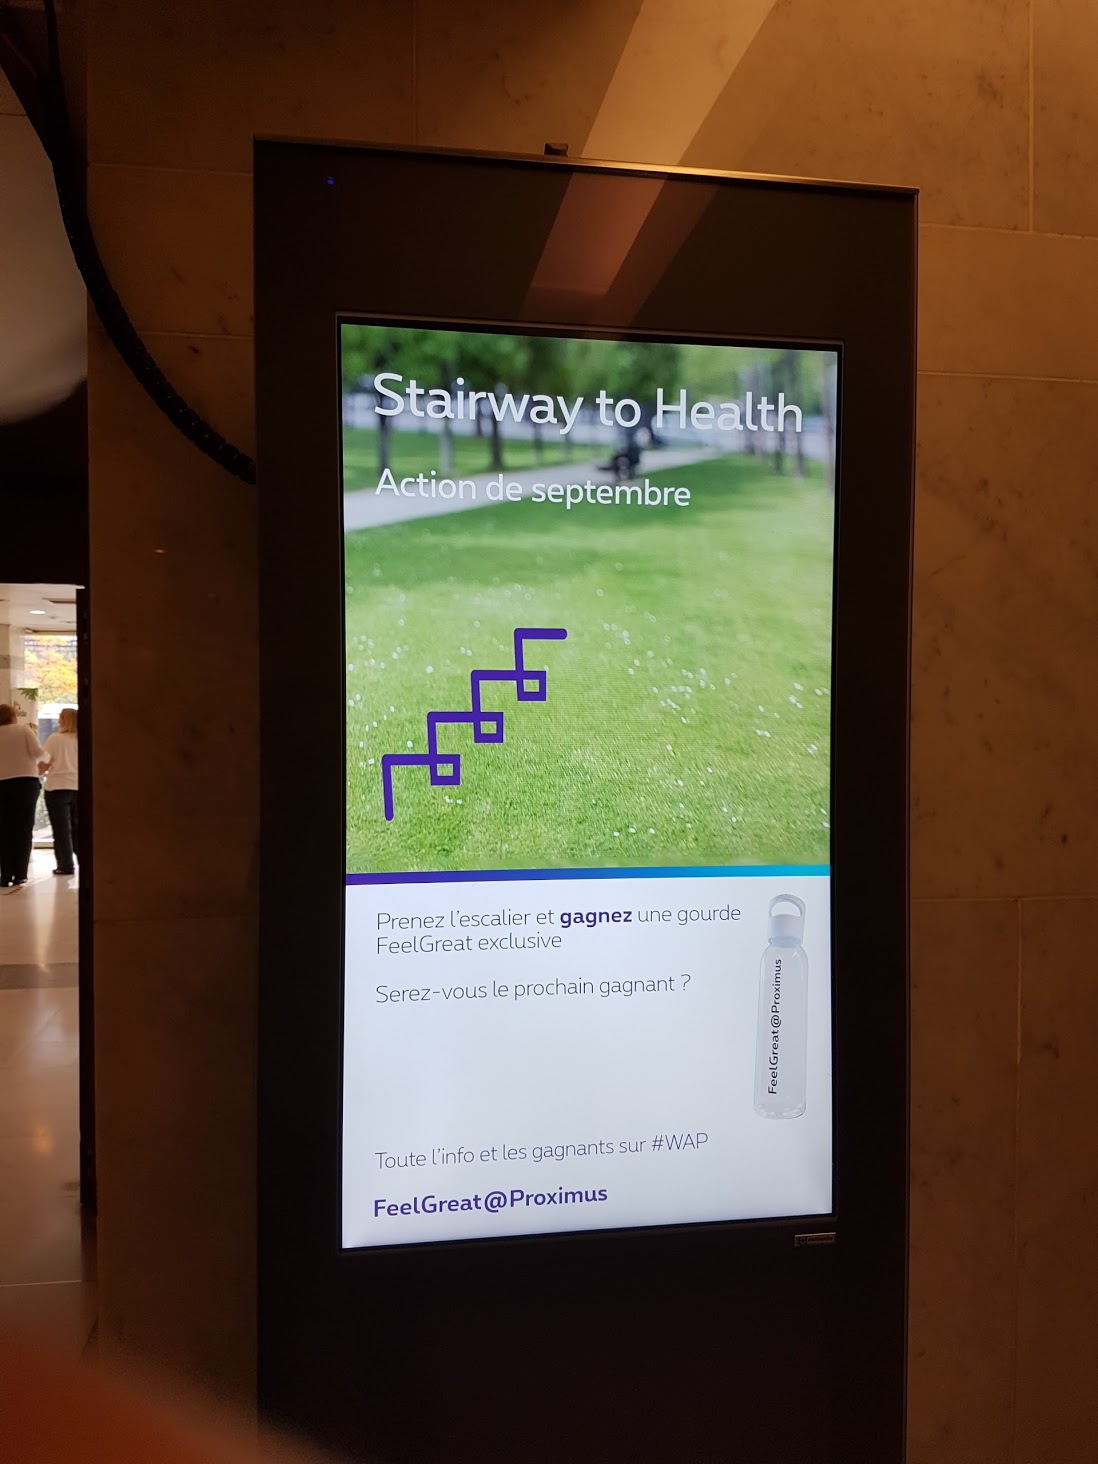 Stairway to Health
Action de septembre
Prenez l'escalier et gagnez une gourde
FeelGreat exclusive
Serez-vous le prochain gagnant ?
FeelGreat@Proximus
Toute l'info et les gagnants sur #WAP
FeelGreat@Proximus